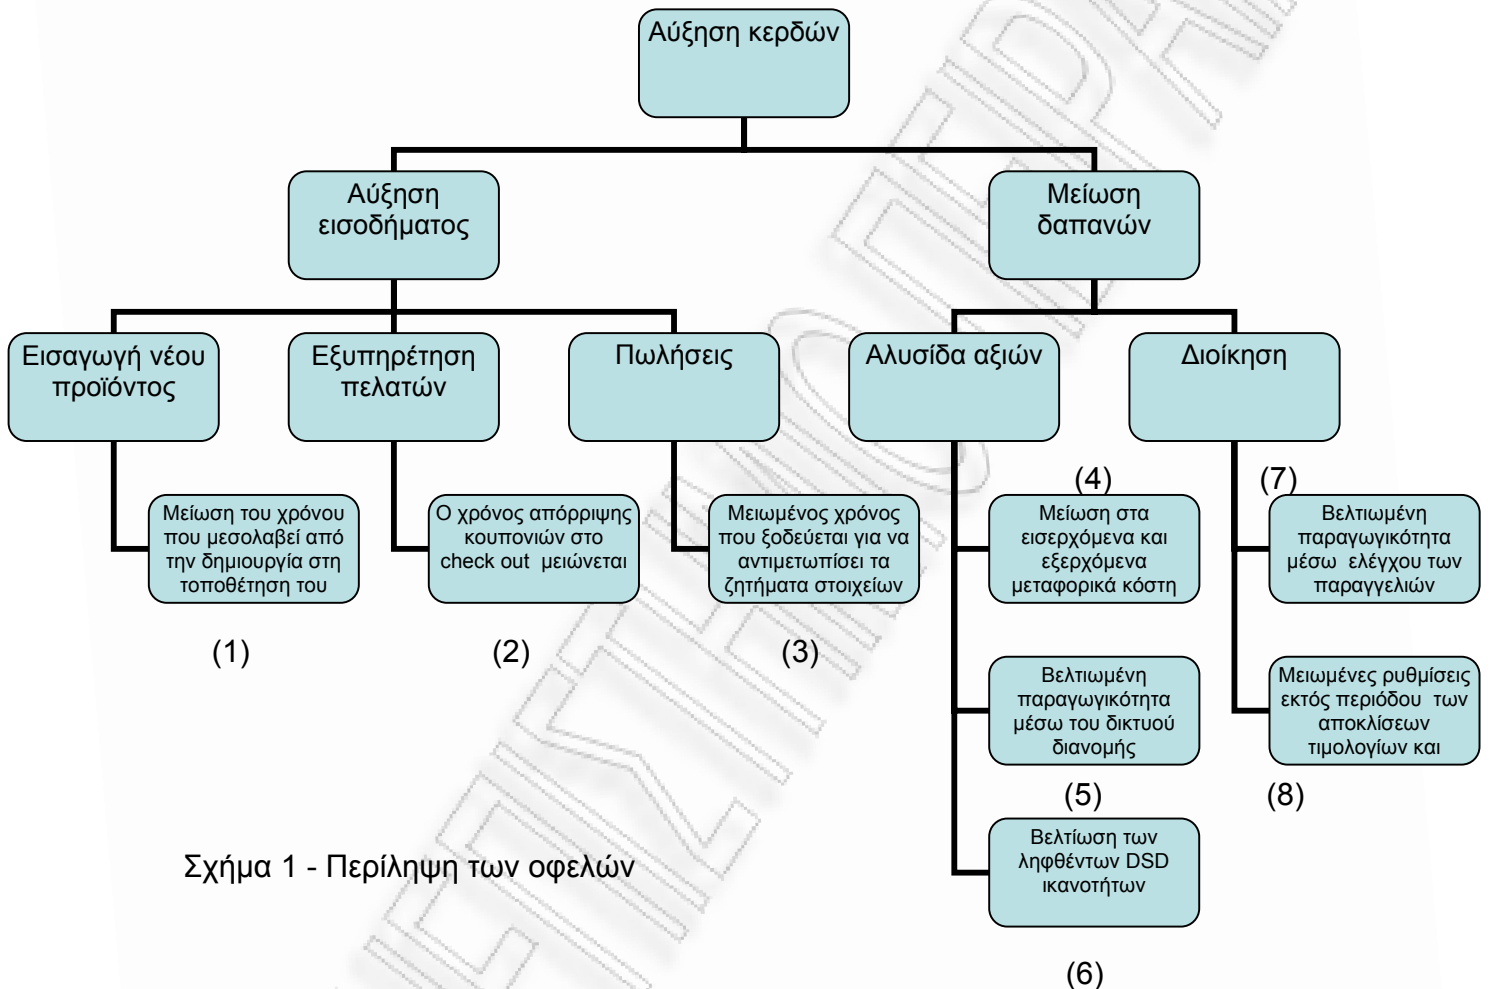 Αύξηση κερδών
Αύξηση
εισοδήματος
Μείωση
δαπανών
Εισαγωγή νέου
προϊόντος
Εξυπηρέτηση
πελατών
Πωλήσεις
Αλυσίδα αξιών
Διοίκηση
Μείωση του χρόνου
που μεσολαβεί από
την δημιουργία στη
τοποθέτηση του
(1)
Ο χρόνος απόρριψης
κουπονιών στο
check out μειώνεται
(2)
Μειωμένος χρόνος
που ξοδεύεται για να
αντιμετωπίσει τα
ζητήματα στοιχείων
(3)
(4)
Μείωση στα
εισερχόμενα και
εξερχόμενα
μεταφορικά κόστη
Βελτιωμένη
παραγωγικότητα
μέσω του δικτυού
διανομής
(5)
Βελτίωση των
ληφθέντων DSD
ικανοτήτων
(6)
(7)
Βελτιωμένη
παραγωγικότητα
μέσω ελέγχου των
παραγγελιών
Μειωμένες ρυθμίσεις
εκτός περιόδου των
αποκλίσεων
τιμολογίων και
(8)
Σχήμα 1 - Περίληψη των οφελών